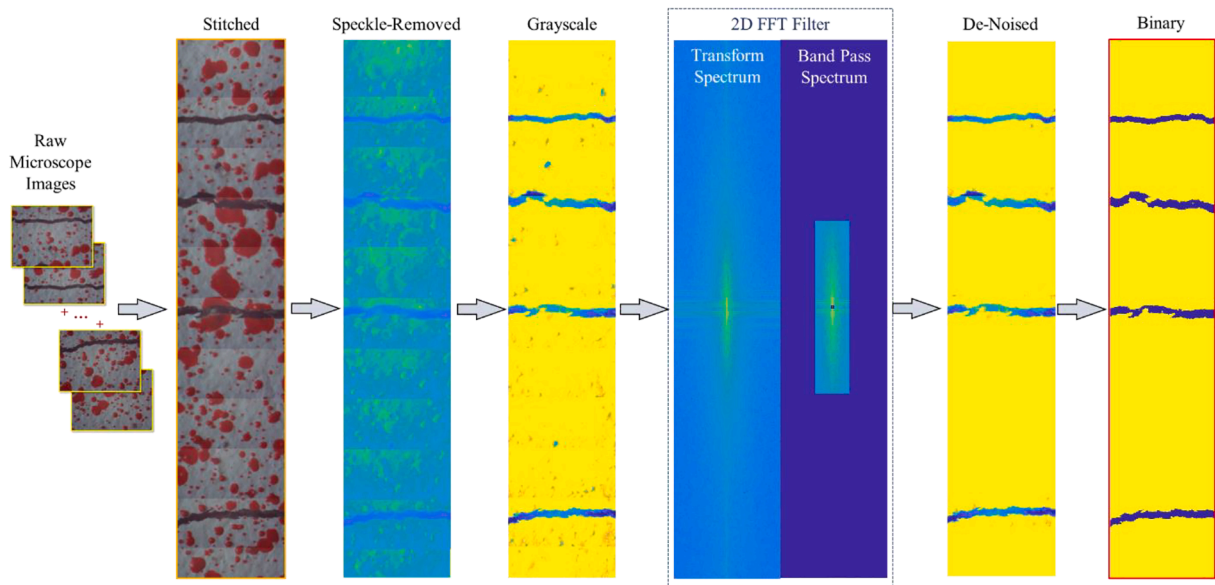 Stitched
Speckle-Removed
Grayscale
2D FFT Filter
De-Noised
Binary
Transform
Spectrum
Band Pass
Spectrum
Raw
Microscope
Images
+ ... +